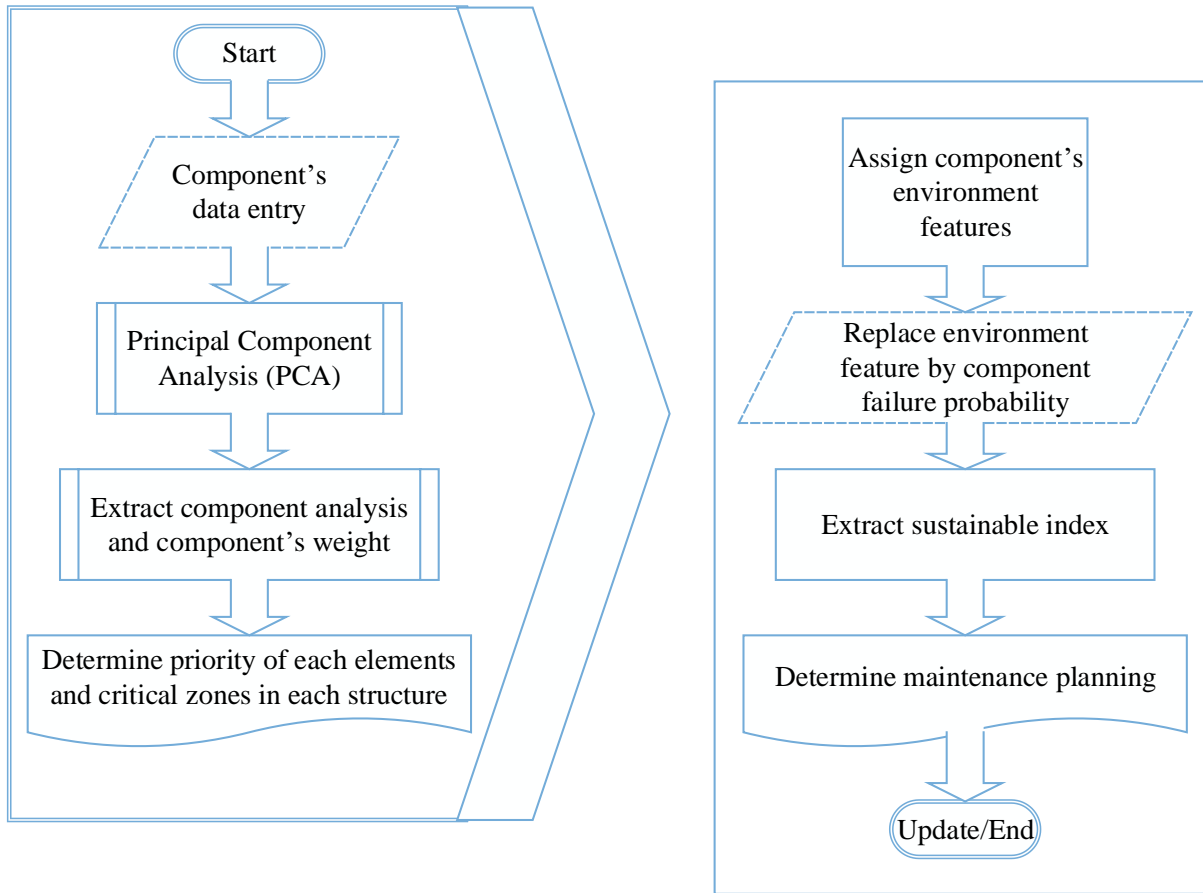 Start
Component’s
data entry
Principal Component
Analysis (PCA)
Extract component analysis
and component’s weight
Determine priority of each elements
and critical zones in each structure
Assign component’s
environment
features
Replace environment
feature by component
failure probability
Extract sustainable index
Determine maintenance planning
Update/End